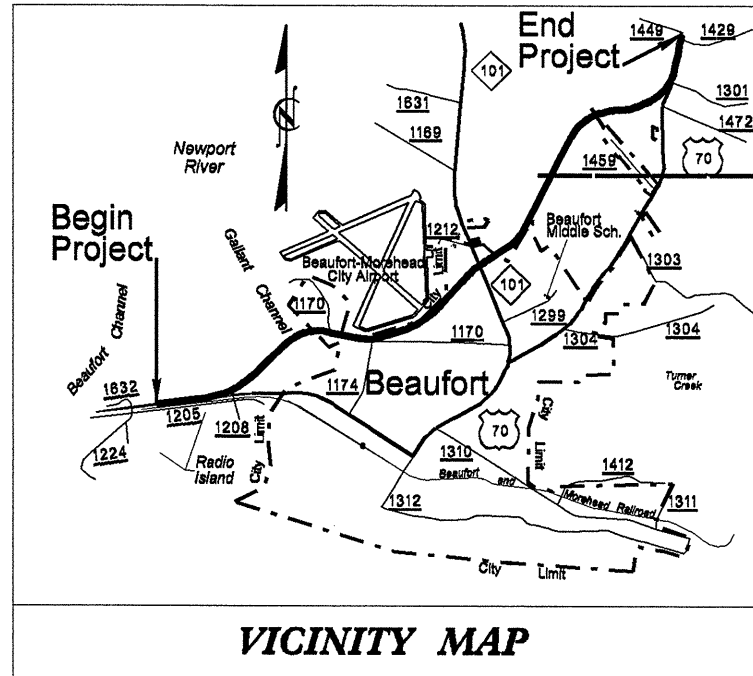 End
Project
1449
1429
101
1631
1169
1301
1472
Newport
River
1459
70
Begin
Project
Gallant Channel
1212
Beaufort-Morehead
City Airport
City Limit
Beaufort
Middle Sch.
101
1303
1170
Beaufort Channel
1170
1299
1304
1304
1632
1174
Beaufort
Turner
Creek
1205
1208
City Limit
70
City Limit
1224
Radio
Island
1310
1412
Beaufort and Morehead Railroad
1312
1311
City Limit
VICINITY MAP